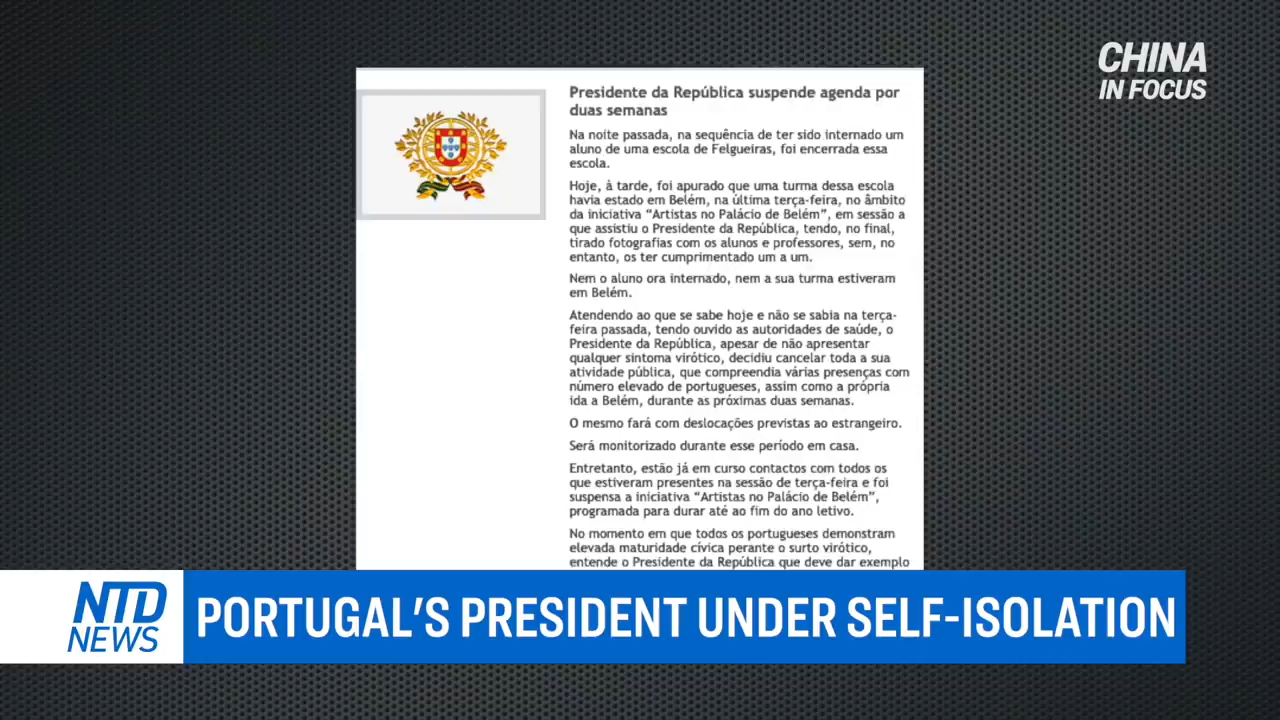 CHINA
IN FOCUS
Presidente da República suspende agenda por
duas semanas
Na noite passada, na sequência de ter sido internado um
aluno de uma escola de Felgueiras, foi encerrada essa
escola.
Hoje, à tarde, foi apurado que uma turma dessa escola
havia estado em Belém, na última terça-feira, no âmbito
da iniciativa “Artistas no Palácio de Belém”, em sessão a
que assistiu o Presidente da República, tendo, no final,
tirado fotografias com os alunos e professores, sem, no
entanto, os ter cumprimentado um a um.
Nem o aluno ora internado, nem a sua turma estiveram
em Belém.
Atendendo ao que se sabe hoje e não se sabia na terça-
feira passada, tendo ouvido as autoridades de saúde, o
Presidente da República, apesar de não apresentar
qualquer sintoma virótico, decidiu cancelar toda a sua
atividade pública, que compreendia várias presenças com
número elevado de portugueses, assim como a própria
ida a Belém, durante as próximas duas semanas.
O mesmo fará com deslocações previstas ao estrangeiro.
Será monitorizado durante esse período em casa.
Entretanto, estão já em curso contactos com todos os
que estiveram presentes na sessão de terça-feira e foi
suspensa a iniciativa “Artistas no Palácio de Belém”,
programada para durar até ao fim do ano letivo.
No momento em que todos os portugueses demonstram
elevada maturidade cívica perante o surto virótico,
entende o Presidente da República que deve dar exemplo
NTD
NEWS
PORTUGAL’S PRESIDENT UNDER SELF-ISOLATION